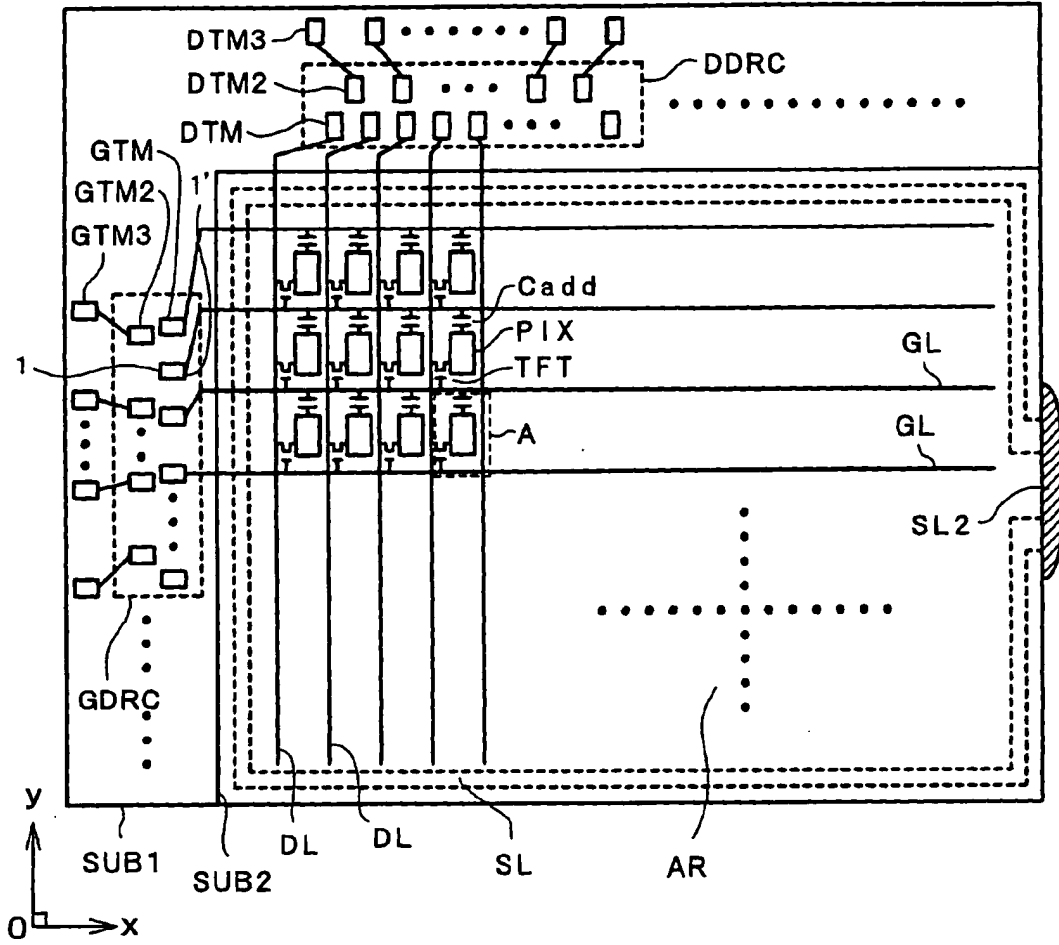 DTM3
DDRC
DTM2
DTM
GTM
1'
GTM2
GTM3
Cadd
PIX
1
TFT
GL
A
GL
SL2
GDRC
y
SUB1
SUB2
DL
DL
SL
AR
O
x